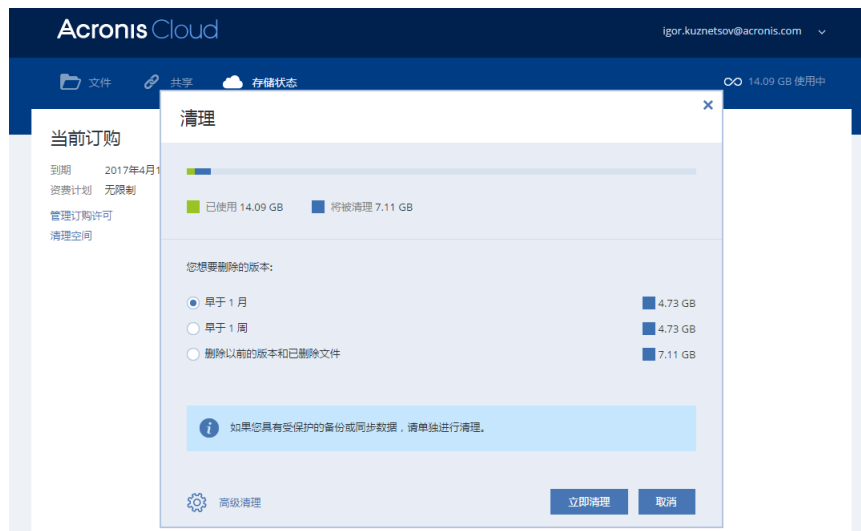 Acronis Cloud
igor.kuznetsov@acronis.com
文件 共享 存储状态 14.09 GB 使用中
当前订购
到期 2017年4月1
资费计划 无限制
管理订购许可
清理空间
清理
已使用 14.09 GB 将被清理 7.11 GB
您想要删除的版本:
早于 1 月 4.73 GB
早于 1 周 4.73 GB
删除以前的版本和已删除文件 7.11 GB
如果您具有受保护的备份或同步数据，请单独进行清理。
高级清理 立即清理 取消